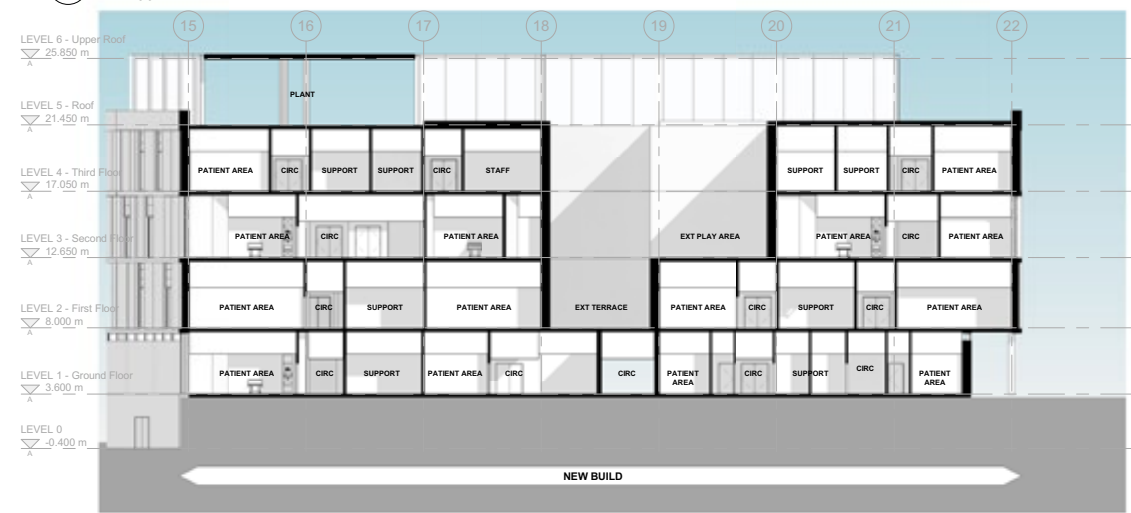 15 16 17 18 19 20 21 22
LEVEL 6 - Upper Roof
25.850 m
A
PLANT
LEVEL 5 - Roof
21.450 m
A
LEVEL 4 - Third Floor
17.050 m
A
PATIENT AREA CIRC SUPPORT SUPPORT CIRC STAFF SUPPORT SUPPORT CIRC PATIENT AREA
LEVEL 3 - Second Floor
12.650 m
A
PATIENT AREA CIRC PATIENT AREA EXT PLAY AREA PATIENT AREA CIRC PATIENT AREA
LEVEL 2 - First Floor
8.000 m
A
PATIENT AREA CIRC SUPPORT PATIENT AREA EXT TERRACE PATIENT AREA CIRC SUPPORT CIRC PATIENT AREA
LEVEL 1 - Ground Floor
3.600 m
A
PATIENT AREA CIRC SUPPORT PATIENT AREA CIRC CIRC PATIENT AREA CIRC SUPPORT CIRC PATIENT AREA
LEVEL 0
-0.400 m
A
NEW BUILD